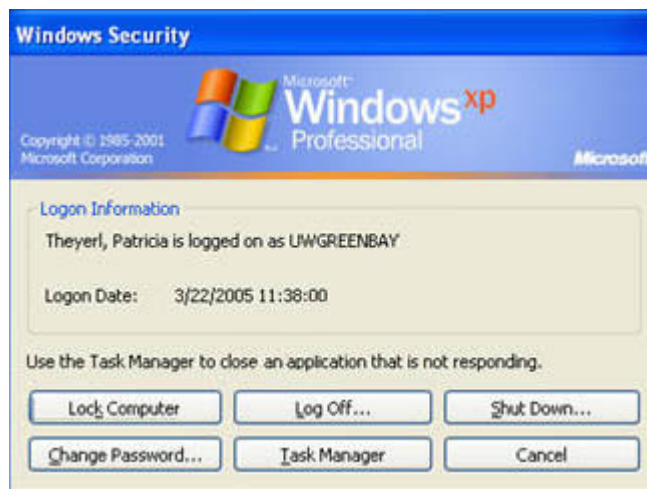 Windows Security
Microsoft
Windows xp
Professional
Copyright © 1985-2001
Microsoft Corporation
Microsoft
Logon Information
Theyerl, Patricia is logged on as UWGREENBAY
Logon Date: 3/22/2005 11:38:00
Use the Task Manager to close an application that is not responding.
Lock Computer Log Off... Shut Down...
Change Password... Task Manager Cancel